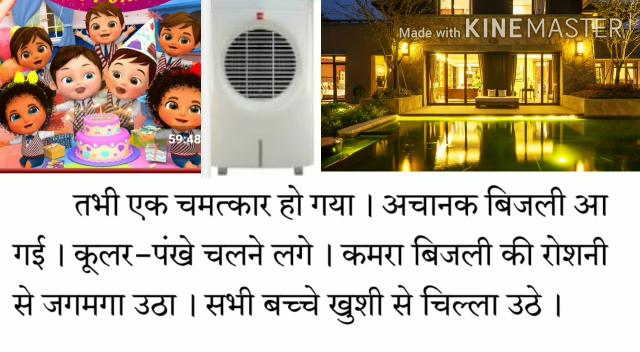 Made with KINEMASTER
59:48
तभी एक चमत्कार हो गया । अचानक बिजली आ
गई । कूलर-पंखे चलने लगे । कमरा बिजली की रोशनी
से जगमगा उठा । सभी बच्चे खुशी से चिल्ला उठे ।